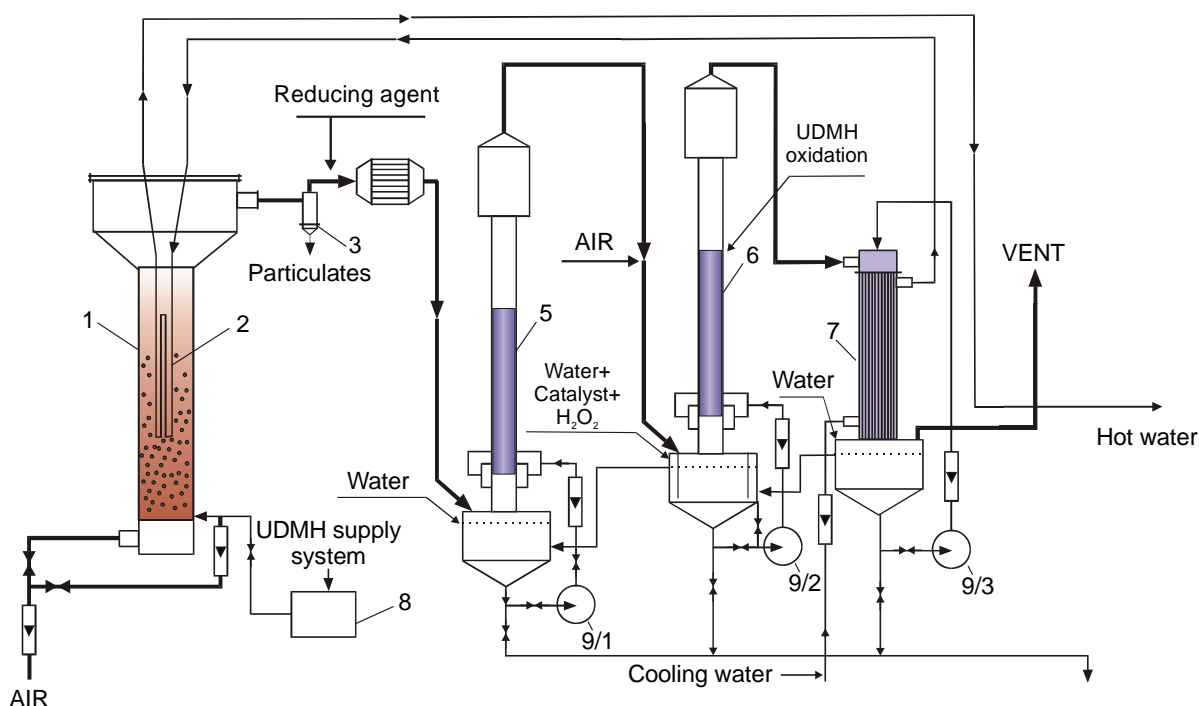 Reducing agent
UDMH
oxidation
AIR
3
Particulates
6
VENT
1
2
5
7
Water+
Catalyst+
H₂O₂
Water
Hot water
Water
UDMH supply
system
8
9/1
9/2
9/3
Cooling water
AIR